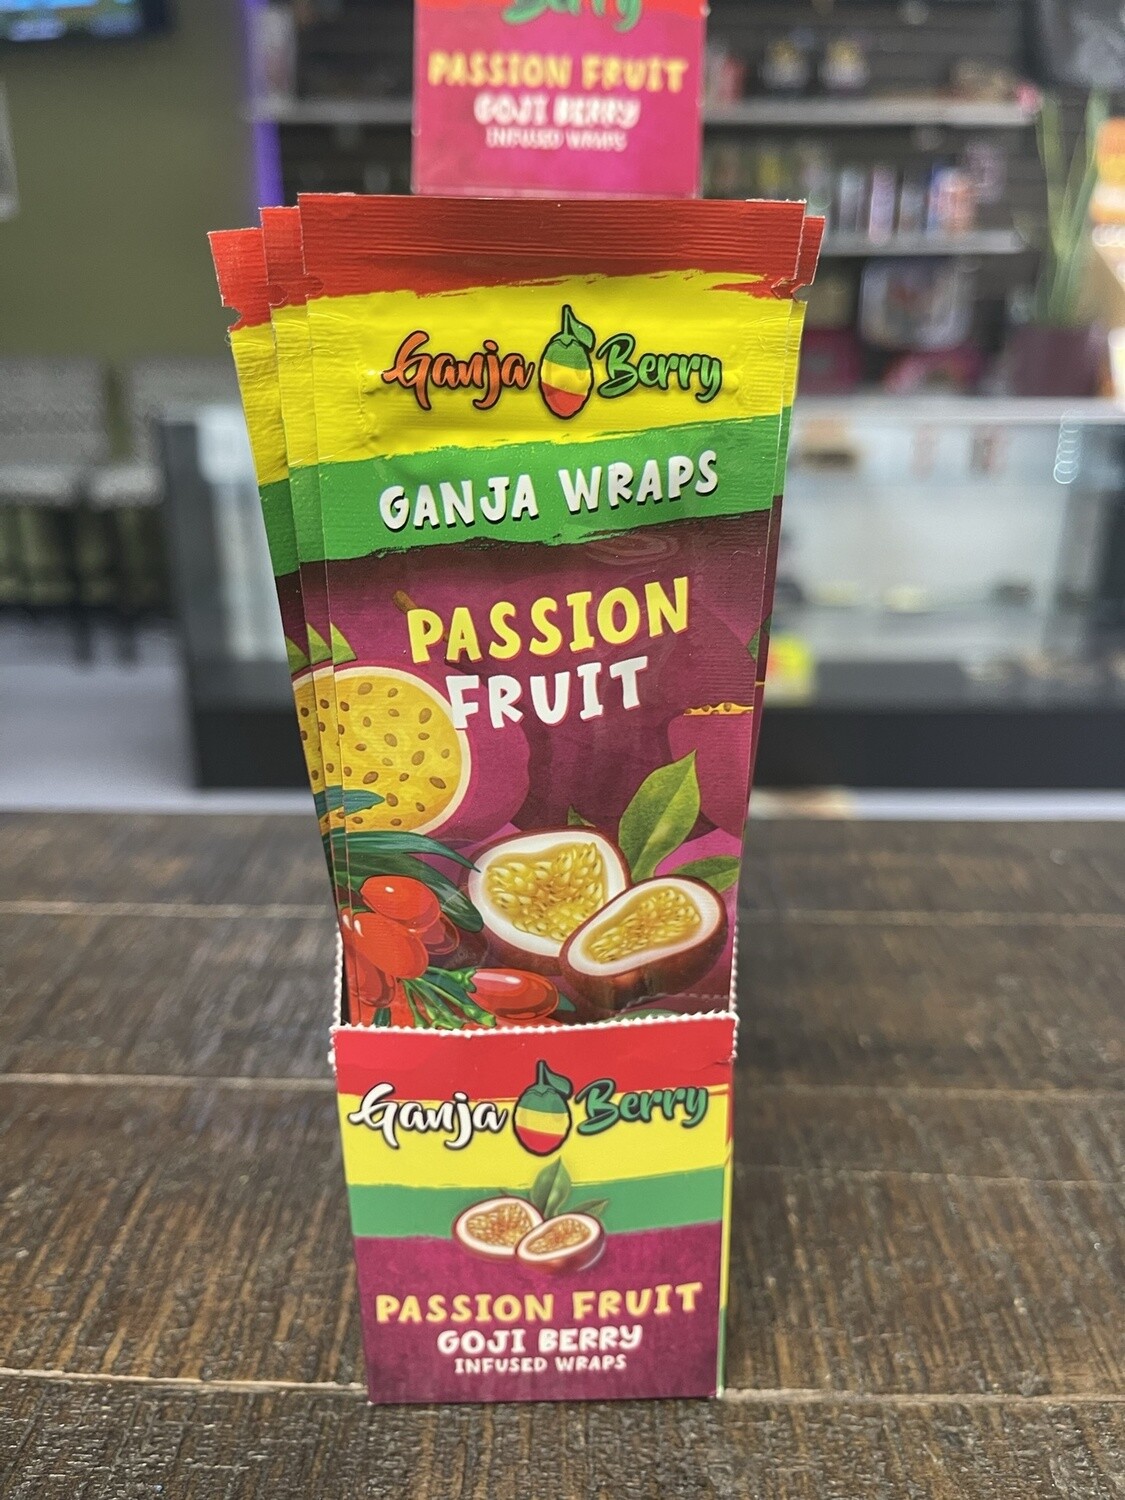 Berry
PASSION FRUIT
GOJI BERRY
INFUSED WRAPS
Ganja Berry
GANJA WRAPS
PASSION
FRUIT
Ganja Berry
PASSION FRUIT
GOJI BERRY
INFUSED WRAPS